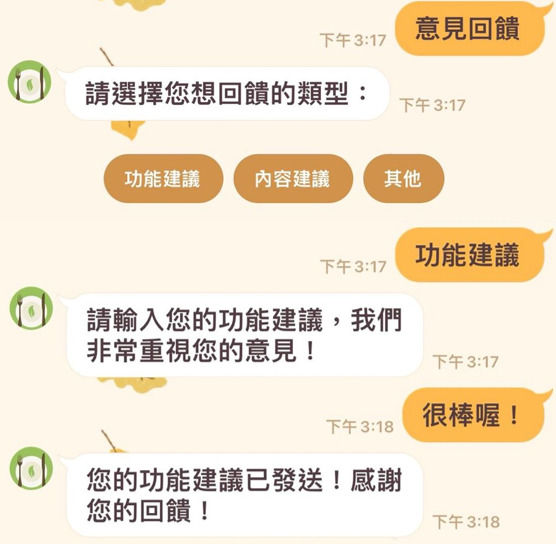 意見回饋
下午3:17
請選擇您想回饋的類型：
下午3:17
功能建議
內容建議
其他
功能建議
下午3:17
請輸入您的功能建議，我們
非常重視您的意見！
下午3:17
很棒喔！
下午3:18
您的功能建議已發送！感謝
您的回饋！
下午3:18